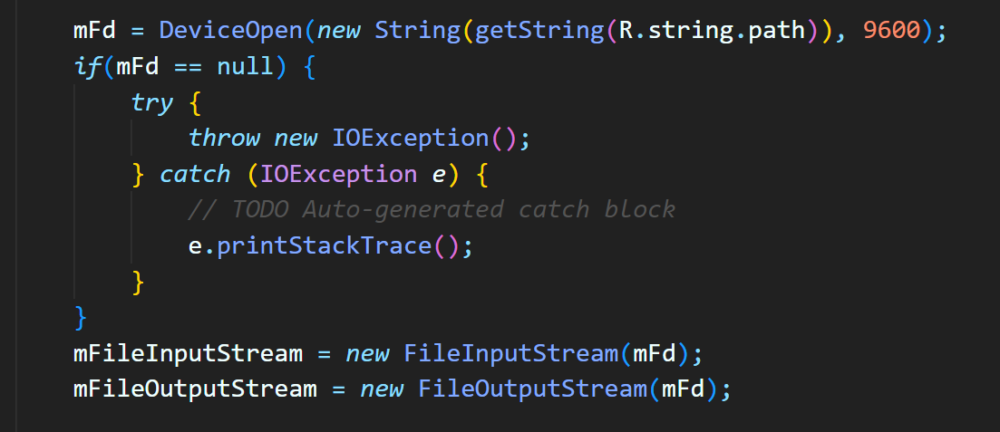 mFd = DeviceOpen(new String(getString(R.string.path)), 9600);
if(mFd == null) {
try {
throw new IOException();
} catch (IOException e) {
// TODO Auto-generated catch block
e.printStackTrace();
}
}
mFileInputStream = new FileInputStream(mFd);
mFileOutputStream = new FileOutputStream(mFd);